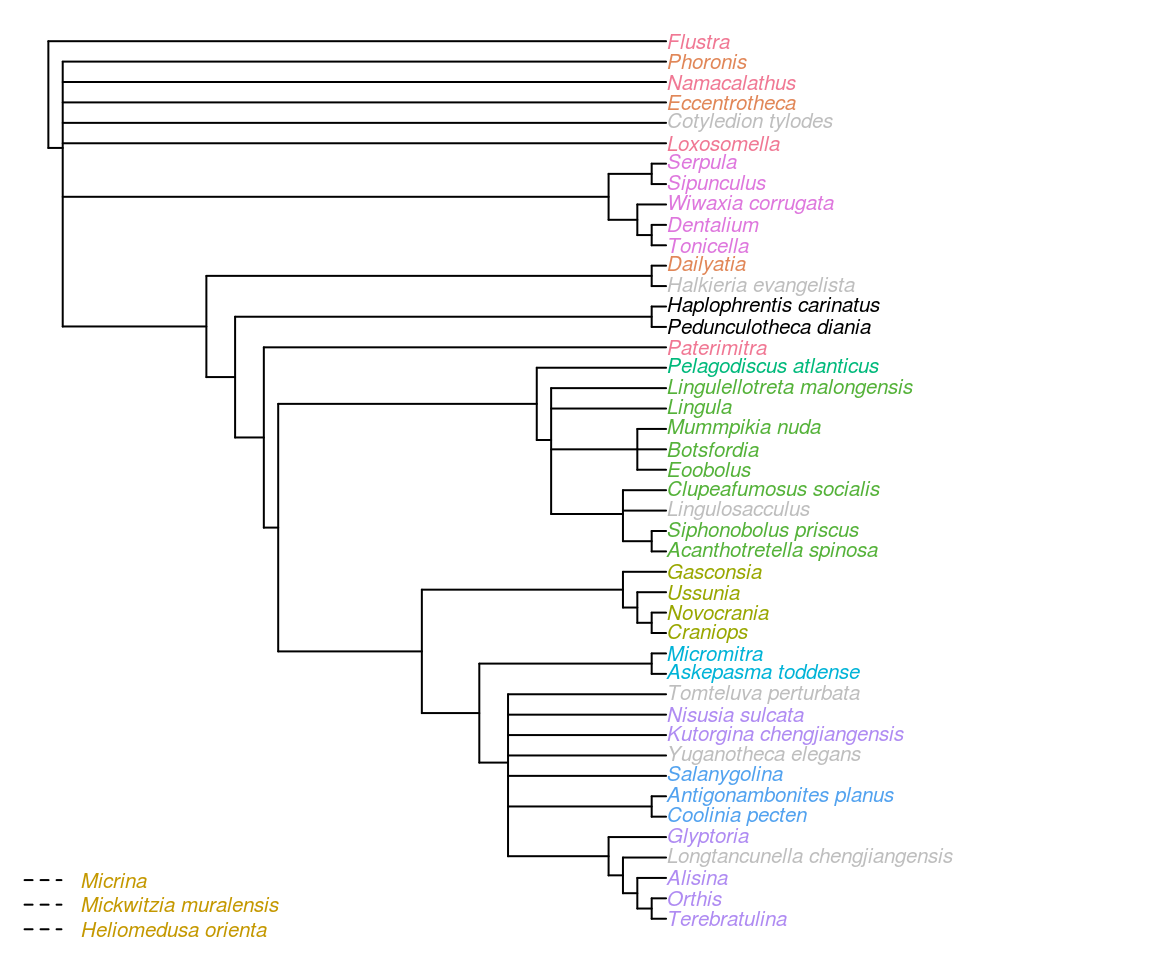 Flustra
Phoronis
Namacalathus
Eccentrotheca
Cotyledion tylodes
Loxosomella
Serpula
Sipunculus
Wiwaxia corrugata
Dentalium
Tonicella
Dailyatia
Halkieria evangelista
Haplophrentis carinatus
Pedunculotheca diania
Paterimitra
Pelagodiscus atlanticus
Lingulellotreta malongensis
Lingula
Mummpikia nuda
Botsfordia
Eoobolus
Clupeafumosus socialis
Lingulosacculus
Siphonobolus priscus
Acanthotretella spinosa
Gasconsia
Ussunia
Novocrania
Craniops
Micromitra
Askepasma toddense
Tomteluva perturbata
Nisusia sulcata
Kutorgina chengjiangensis
Yuganotheca elegans
Salanygolina
Antigonambonites planus
Coolinia pecten
Glyptoria
Longtancunella chengjiangensis
Alisina
Orthis
Terebratulina
Micrina
Mickwitzia muralensis
Heliomedusa orienta